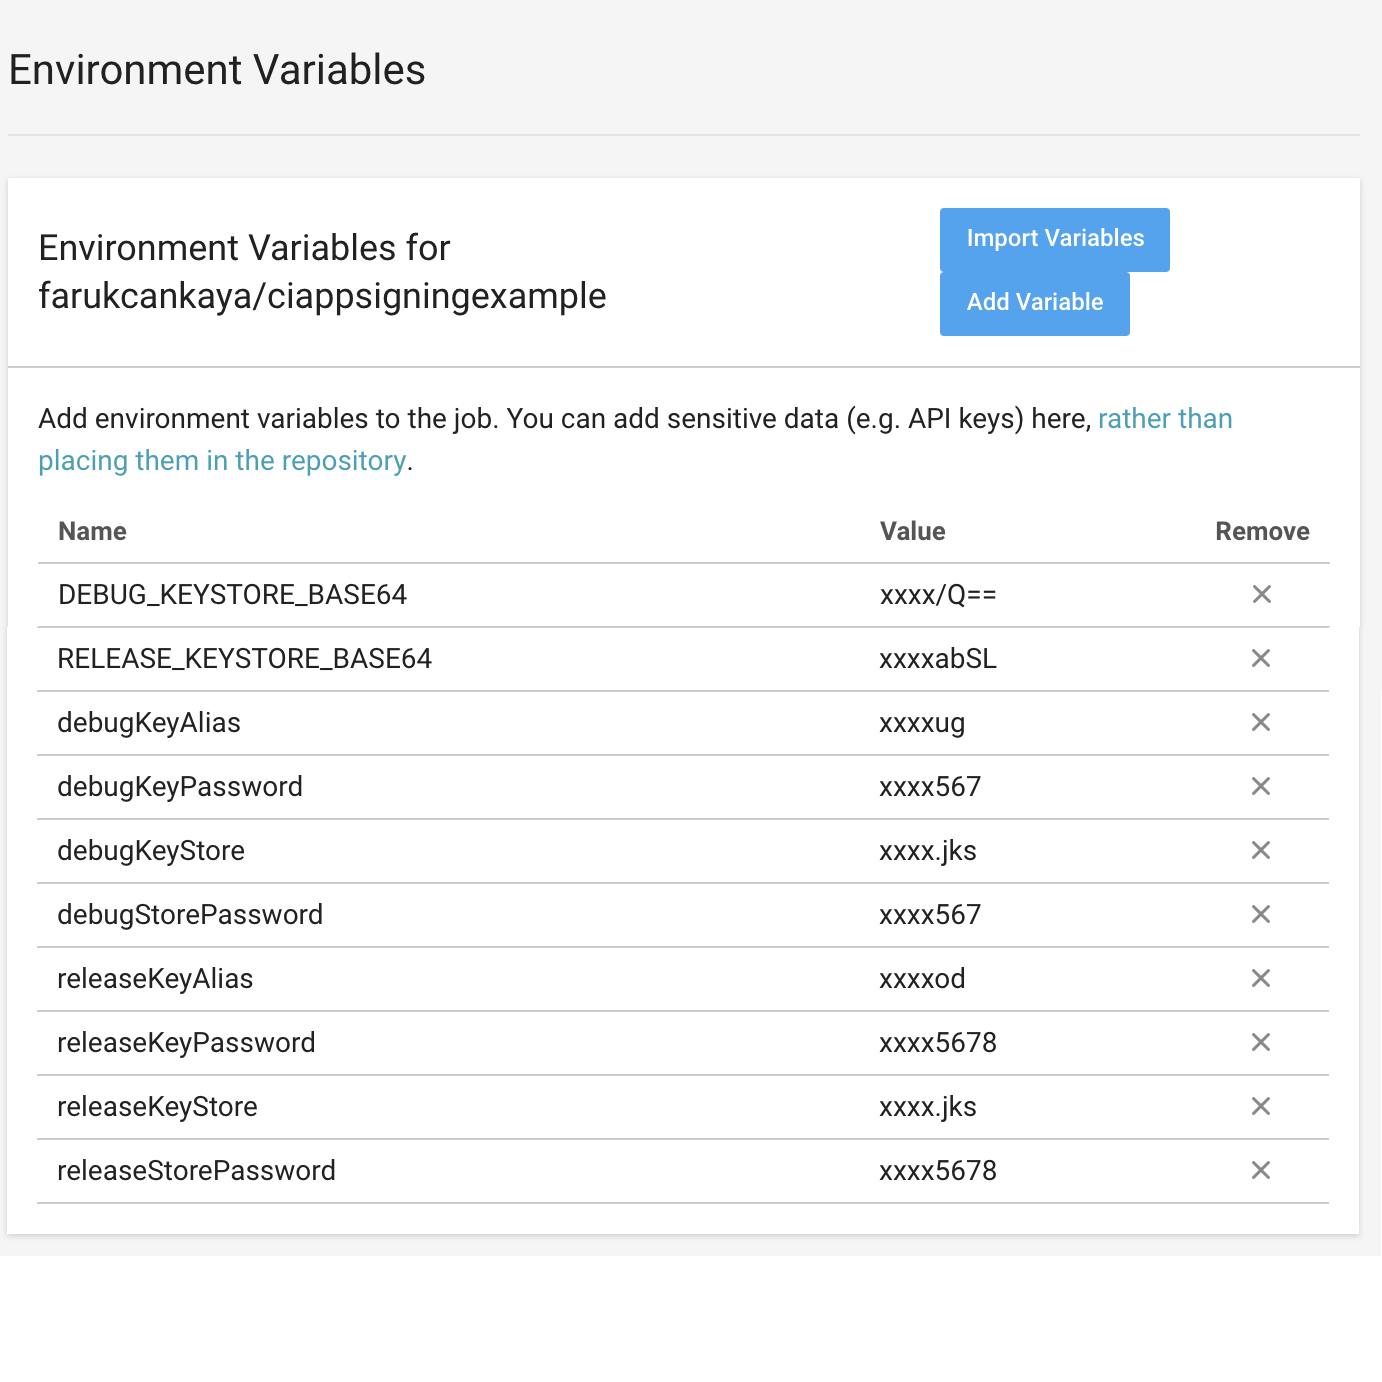 Environment Variables
Environment Variables for
farukcankaya/ciappsigningexample
Import Variables
Add Variable
Add environment variables to the job. You can add sensitive data (e.g. API keys) here, rather than
placing them in the repository.
Name Value Remove
DEBUG_KEYSTORE_BASE64 xxxx/Q==
RELEASE_KEYSTORE_BASE64 xxxxabSL
debugKeyAlias xxxxug
debugKeyPassword xxxx567
debugKeyStore xxxx.jks
debugStorePassword xxxx567
releaseKeyAlias xxxxod
releaseKeyPassword xxxx5678
releaseKeyStore xxxx.jks
releaseStorePassword xxxx5678